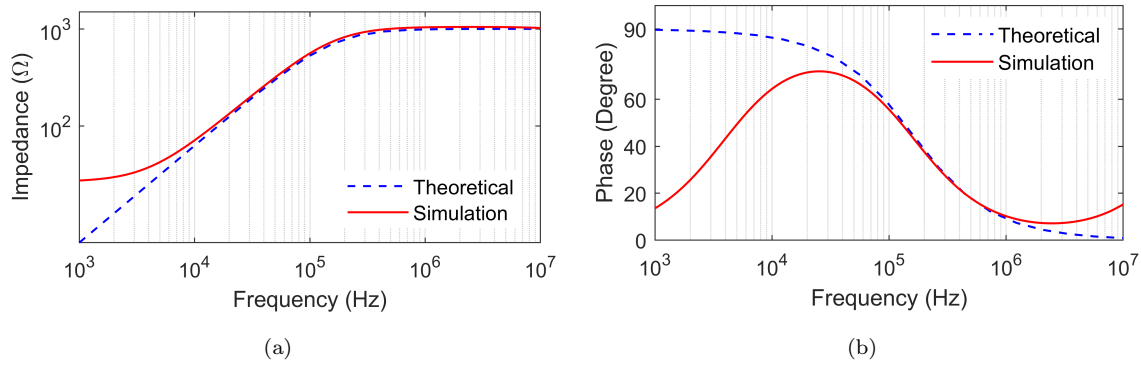 10^3
10^2
Impedance (Ω)
Theoretical
Simulation
10^3 10^4 10^5 10^6 10^7
Frequency (Hz)
(a)
90
60
40
20
0
Phase (Degree)
Theoretical
Simulation
10^3 10^4 10^5 10^6 10^7
Frequency (Hz)
(b)